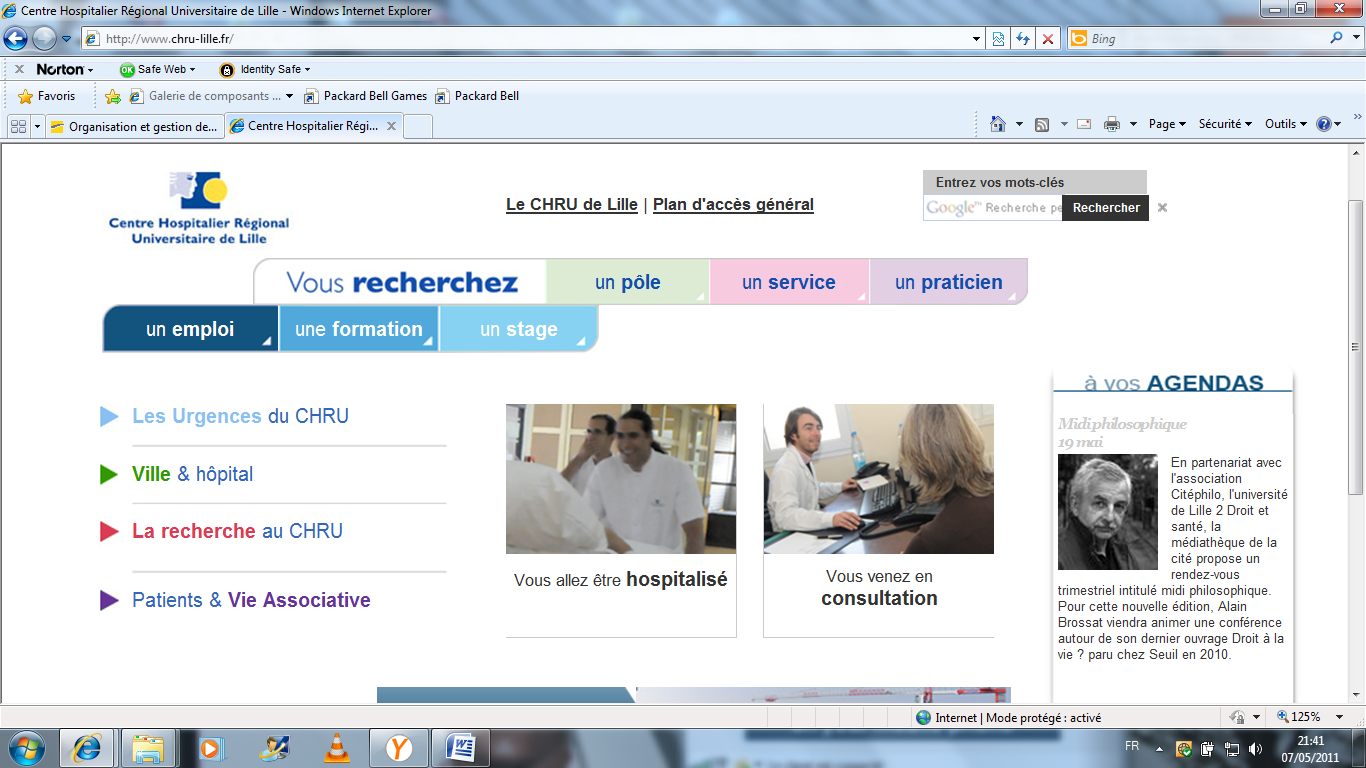 Centre Hospitalier Régional Universitaire de Lille - Windows Internet Explorer
http://www.chru-lille.fr/
Bing
Norton
OK Safe Web
Identity Safe
Favoris
Galerie de composants ...
Packard Bell Games
Packard Bell
Organisation et gestion de...
Centre Hospitalier Régi...
Page
Sécurité
Outils
Centre Hospitalier Régional
Universitaire de Lille
Le CHRU de Lille | Plan d'accès général
Entrez vos mots-clés
Google™ Recherche pe
Rechercher
Vous recherchez
un pôle
un service
un praticien
un emploi
une formation
un stage
Les Urgences du CHRU
Ville & hôpital
La recherche au CHRU
Patients & Vie Associative
Vous allez être hospitalisé
Vous venez en
consultation
à vos AGENDAS
Midi philosophique
19 mai
En partenariat avec
l'association
Citéphilo, l'université
de Lille 2 Droit et
santé, la
médiathèque de la
cité propose un
rendez-vous
trimestriel intitulé midi philosophique.
Pour cette nouvelle édition, Alain
Brossat viendra animer une conférence
autour de son dernier ouvrage Droit à la
vie ? paru chez Seuil en 2010.
Internet | Mode protégé : activé
125%
FR
21:41
07/05/2011